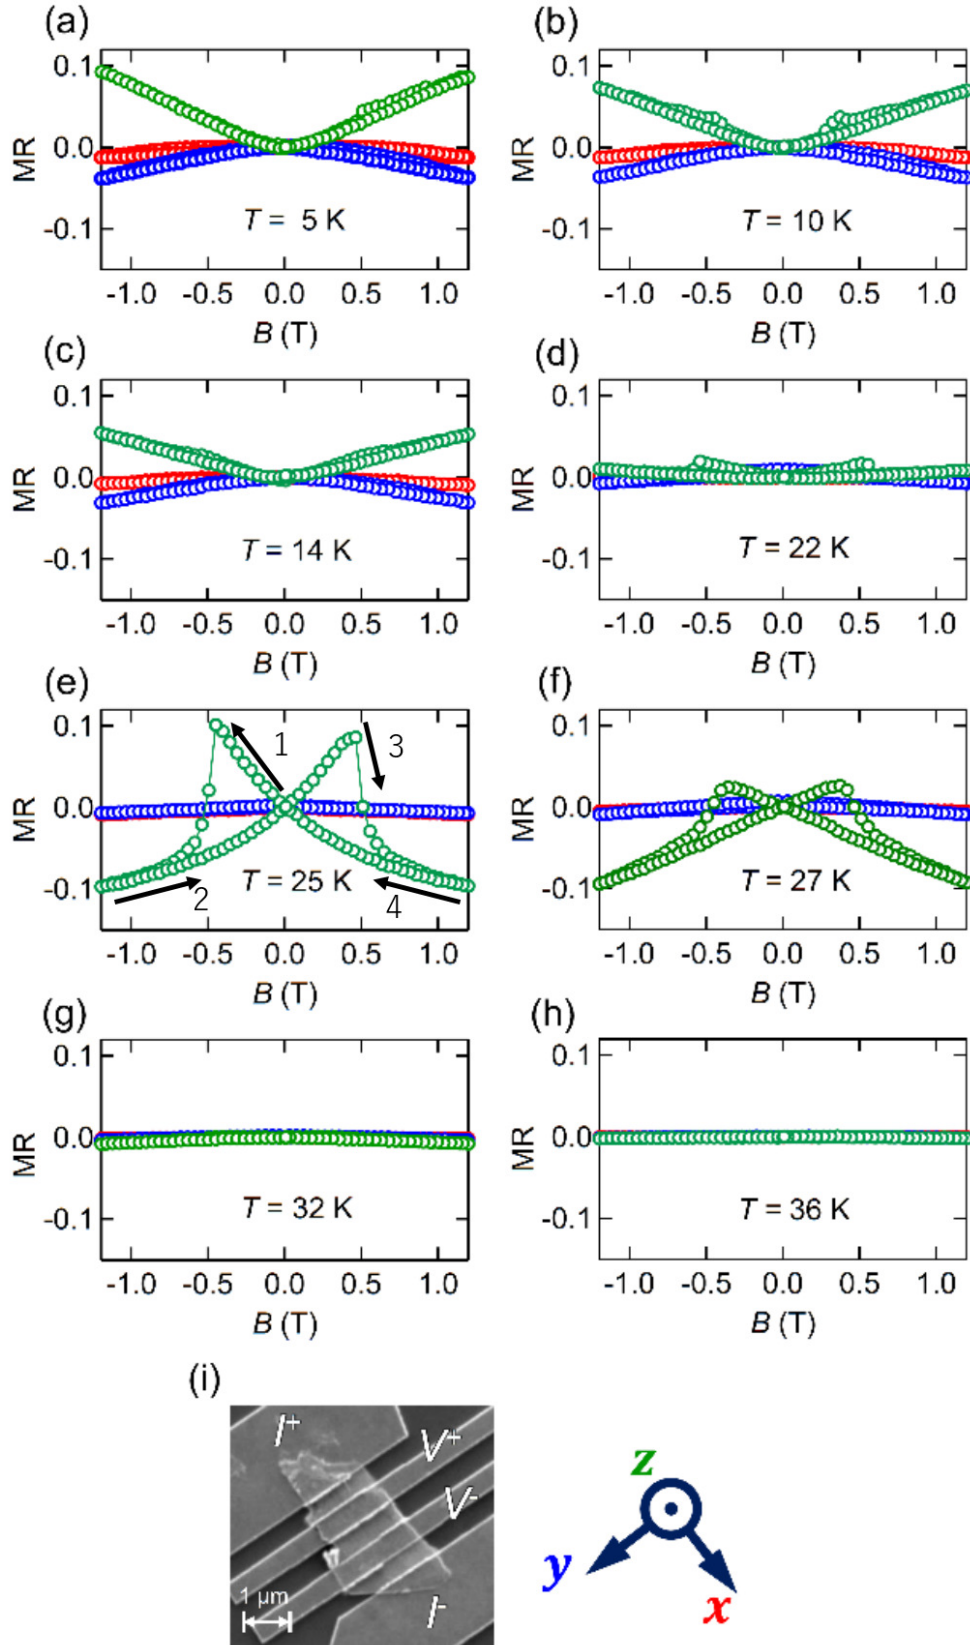 (a) (b)
0.1 0.1
MR 0.0 MR 0.0
-0.1 T = 5 K -0.1 T = 10 K
-1.0 -0.5 0.0 0.5 1.0 -1.0 -0.5 0.0 0.5 1.0
B (T) B (T)
(c) (d)
0.1 0.1
MR 0.0 MR 0.0
-0.1 T = 14 K -0.1 T = 22 K
-1.0 -0.5 0.0 0.5 1.0 -1.0 -0.5 0.0 0.5 1.0
B (T) B (T)
(e) (f)
0.1 1 3 0.1
MR 0.0 MR 0.0
-0.1 2 T = 25 K 4 -0.1 T = 27 K
-1.0 -0.5 0.0 0.5 1.0 -1.0 -0.5 0.0 0.5 1.0
B (T) B (T)
(g) (h)
0.1 0.1
MR 0.0 MR 0.0
-0.1 T = 32 K -0.1 T = 36 K
-1.0 -0.5 0.0 0.5 1.0 -1.0 -0.5 0.0 0.5 1.0
B (T) B (T)
(i)
I+ V+
V-
1 μm I-
z
y x